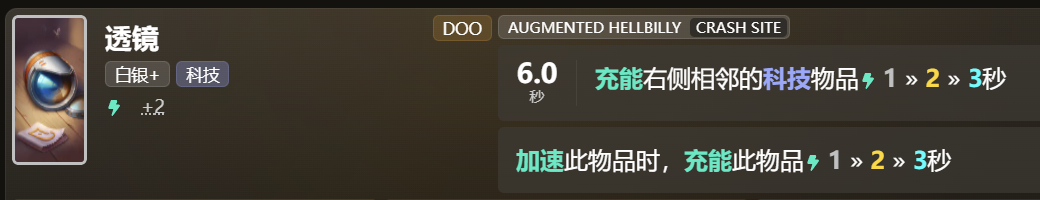 透镜
白银+ 科技
+2
DOO
AUGMENTED HELLBILLY CRASH SITE
6.0
秒
充能右侧相邻的科技物品 1 » 2 » 3秒
加速此物品时，充能此物品 1 » 2 » 3秒